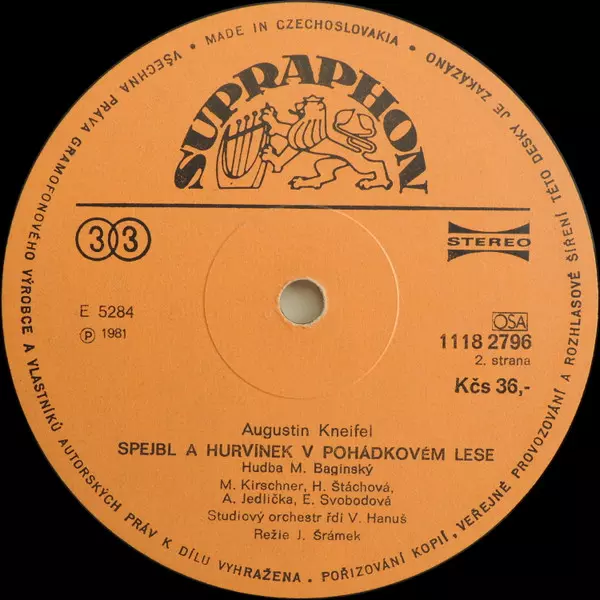 VŠECHNA PRÁVA GRAMOFONOVÉHO VÝROBCE A VLASTNÍKŮ AUTORSKÝCH PRÁV K DÍLU VYHRAŽENA. POŘIZOVÁNÍ KOPIÍ, VEŘEJNÉ PROVOZOVÁNÍ A ROZHLASOVÉ ŠÍŘENÍ TÉTO DESKY JE ZAKÁZÁNO
• MADE IN CZECHOSLOVAKIA •
SUPRAPHON
33
STEREO
E 5284
℗ 1981
OSA
1118 2796
2. strana
Kčs 36,-
Augustin Kneifel
SPEJBL A HURVÍNEK V POHÁDKOVÉM LESE
Hudba M. Baginský
M. Kirschner, H. Štáchová,
A. Jedlička, E. Svobodová
Studiový orchestr řdí V. Hanuš
Režie J. Šrámek